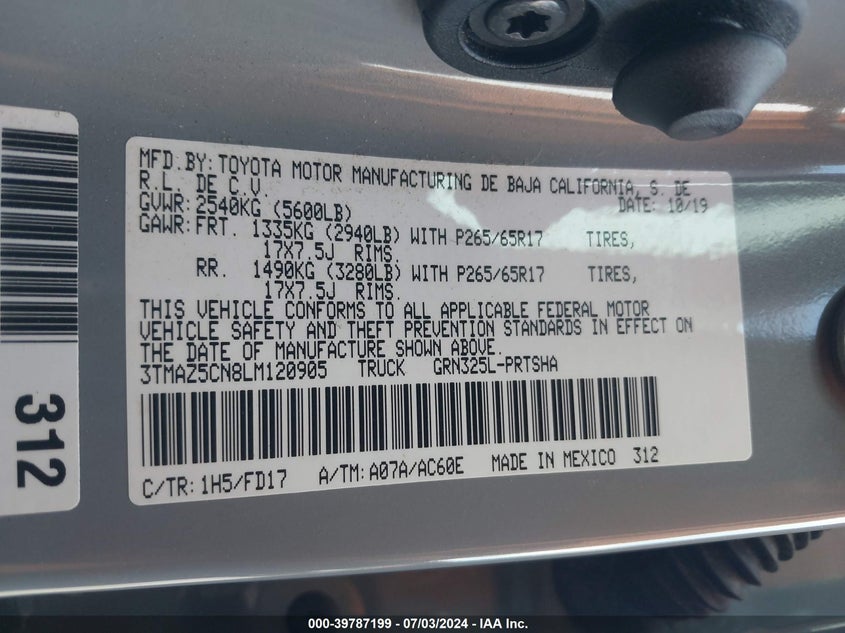 MFD.BY: TOYOTA MOTOR MANUFACTURING DE BAJA CALIFORNIA, S. DE
R.L. DE C.V. DATE: 10/19
GVWR: 2540KG (5600LB)
GAWR: FRT. 1335KG (2940LB) WITH P265/65R17 TIRES,
17X7.5J RIMS.
RR. 1490KG (3280LB) WITH P265/65R17 TIRES,
17X7.5J RIMS.
THIS VEHICLE CONFORMS TO ALL APPLICABLE FEDERAL MOTOR
VEHICLE SAFETY AND THEFT PREVENTION STANDARDS IN EFFECT ON
THE DATE OF MANUFACTURE SHOWN ABOVE.
3TMAZ5CN8LM120905 TRUCK GRN325L-PRTSHA
C/TR: 1H5/FD17 A/TM: A07A/AC60E MADE IN MEXICO 312
312
000-39787199 - 07/03/2024 - IAA Inc.